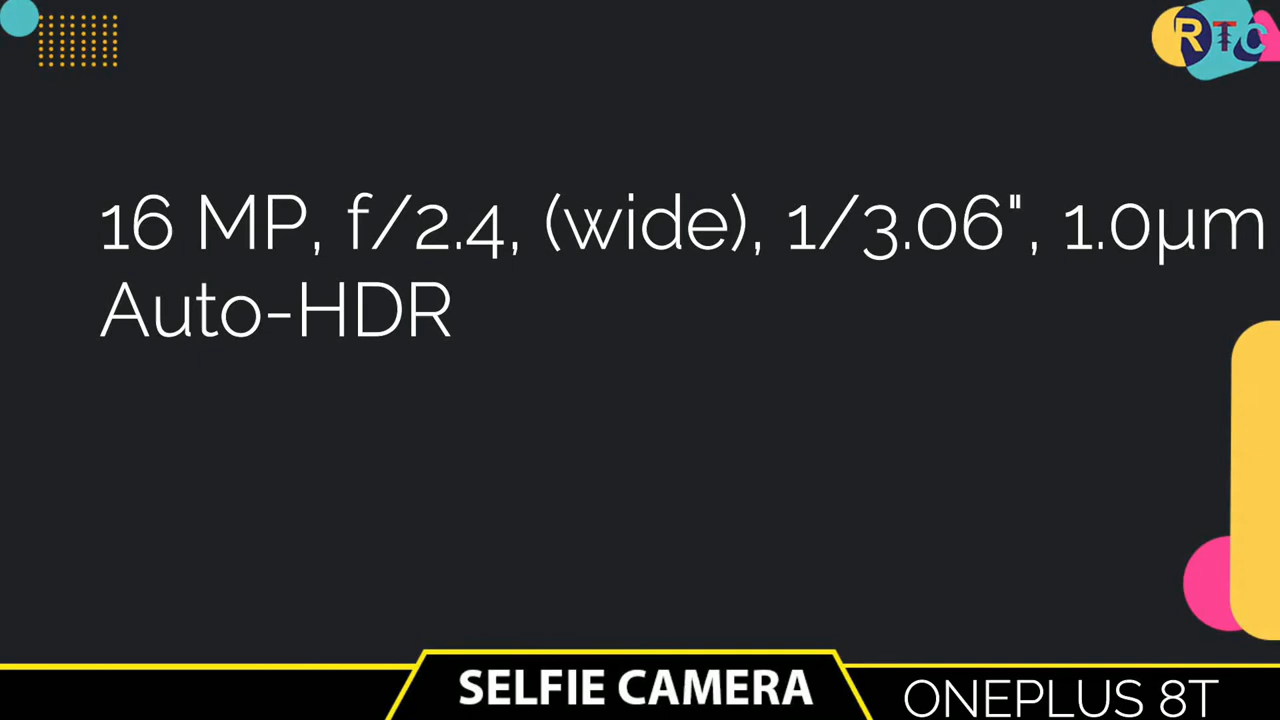 RTC
16 MP, f/2.4, (wide), 1/3.06", 1.0µm
Auto-HDR
SELFIE CAMERA
ONEPLUS 8T